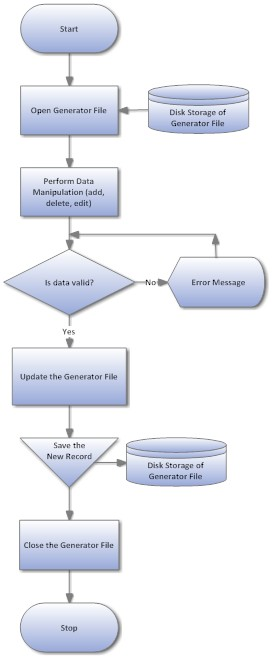 Start
Open Generator File
Disk Storage of
Generator File
Perform Data
Manipulation (add,
delete, edit)
Is data valid?
No
Error Message
Yes
Update the Generator File
Save the
New Record
Disk Storage of
Generator File
Close the Generator File
Stop